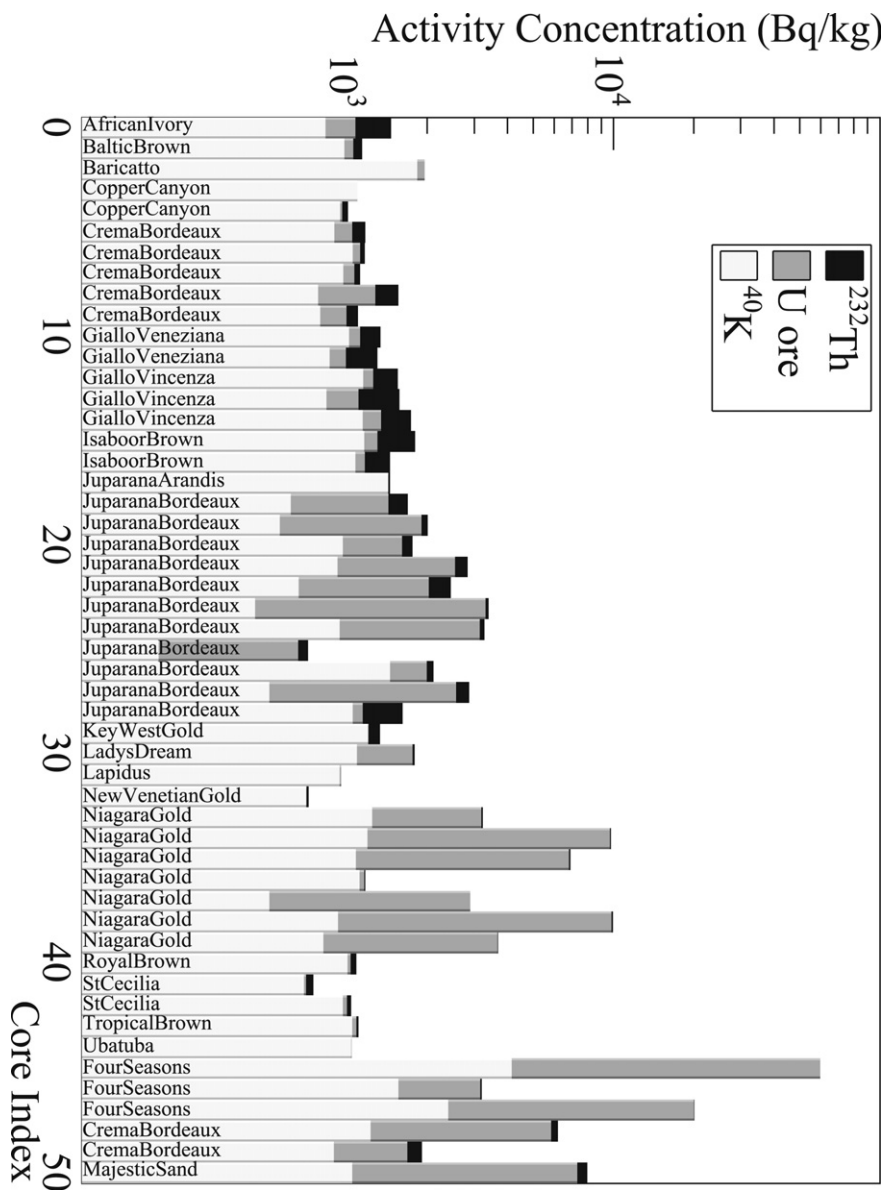 Activity Concentration (Bq/kg)
10³
10⁴
²³²Th
U ore
⁴⁰K
0
AfricanIvory
BalticBrown
Baricatto
CopperCanyon
CopperCanyon
CremaBordeaux
CremaBordeaux
CremaBordeaux
CremaBordeaux
CremaBordeaux
10
GialloVeneziana
GialloVeneziana
GialloVincenza
GialloVincenza
GialloVincenza
IsaboorBrown
IsaboorBrown
JuparanaArandis
JuparanaBordeaux
JuparanaBordeaux
20
JuparanaBordeaux
JuparanaBordeaux
JuparanaBordeaux
JuparanaBordeaux
JuparanaBordeaux
JuparanaBordeaux
JuparanaBordeaux
JuparanaBordeaux
JuparanaBordeaux
KeyWestGold
30
LadysDream
Lapidus
NewVenetianGold
NiagaraGold
NiagaraGold
NiagaraGold
NiagaraGold
NiagaraGold
NiagaraGold
NiagaraGold
40
RoyalBrown
StCecilia
StCecilia
TropicalBrown
Ubatuba
FourSeasons
FourSeasons
FourSeasons
CremaBordeaux
CremaBordeaux
MajesticSand
50
Core Index